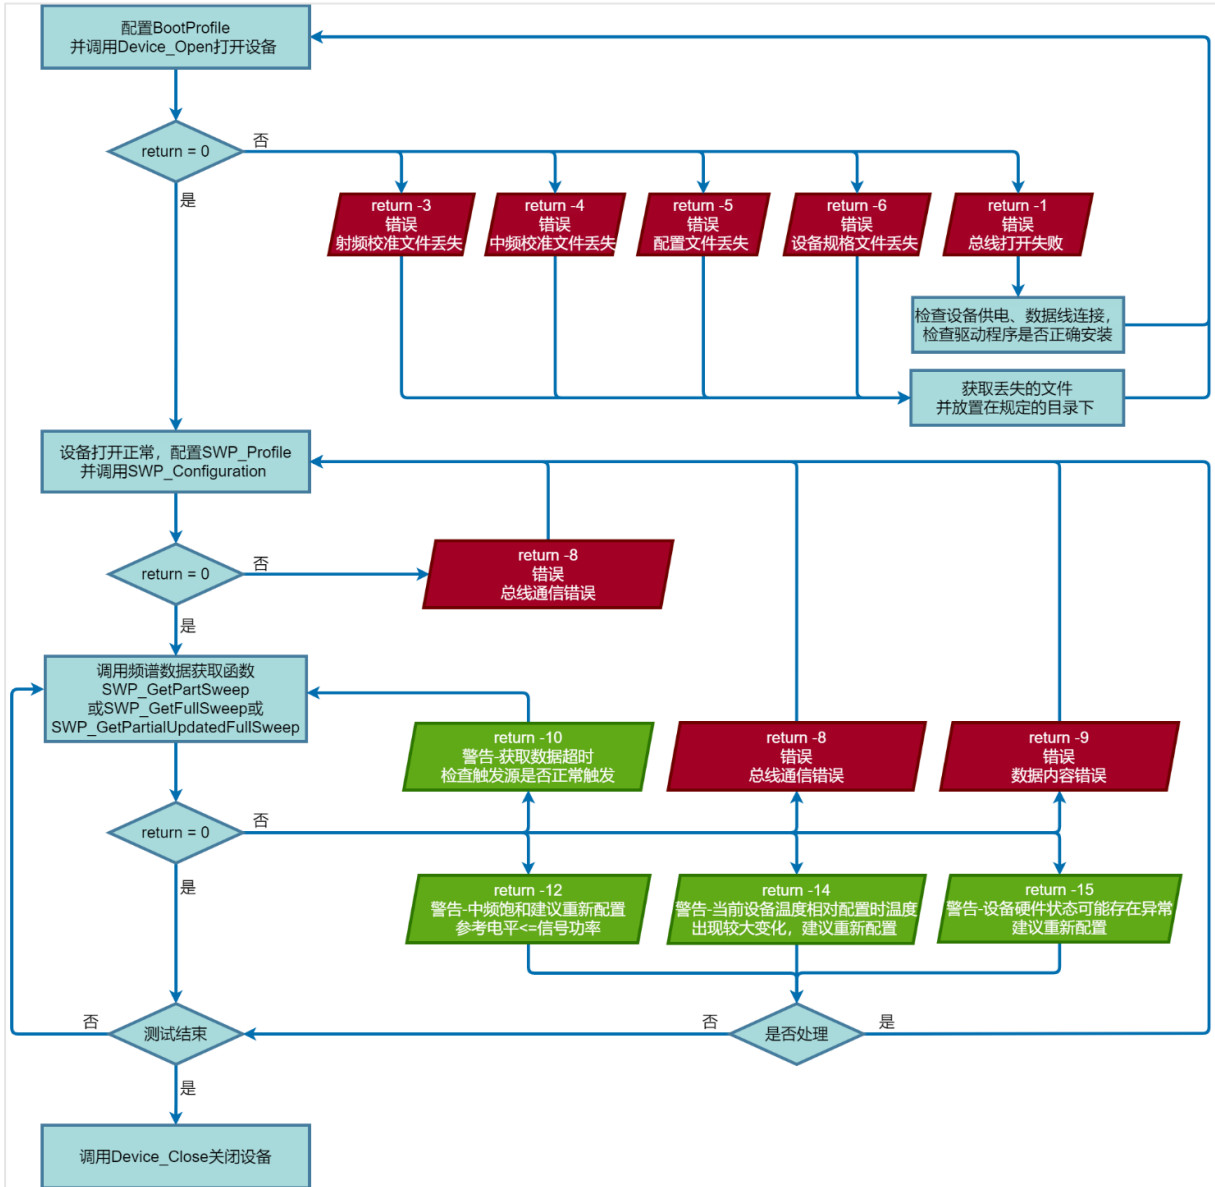 配置BootProfile
并调用Device_Open打开设备
return = 0
否
是
return -3
错误
射频校准文件丢失
return -4
错误
中频校准文件丢失
return -5
错误
配置文件丢失
return -6
错误
设备规格文件丢失
return -1
错误
总线打开失败
检查设备供电、数据线连接，
检查驱动程序是否正确安装
获取丢失的文件
并放置在规定的目录下
设备打开正常，配置SWP_Profile
并调用SWP_Configuration
return = 0
否
是
return -8
错误
总线通信错误
调用频谱数据获取函数
SWP_GetPartSweep
或SWP_GetFullSweep或
SWP_GetPartialUpdatedFullSweep
return -10
警告-获取数据超时
检查触发源是否正常触发
return -8
错误
总线通信错误
return -9
错误
数据内容错误
return = 0
否
是
return -12
警告-中频饱和建议重新配置
参考电平<=信号功率
return -14
警告-当前设备温度相对配置时温度
出现较大变化，建议重新配置
return -15
警告-设备硬件状态可能存在异常
建议重新配置
否
测试结束
否
是否处理
是
是
调用Device_Close关闭设备